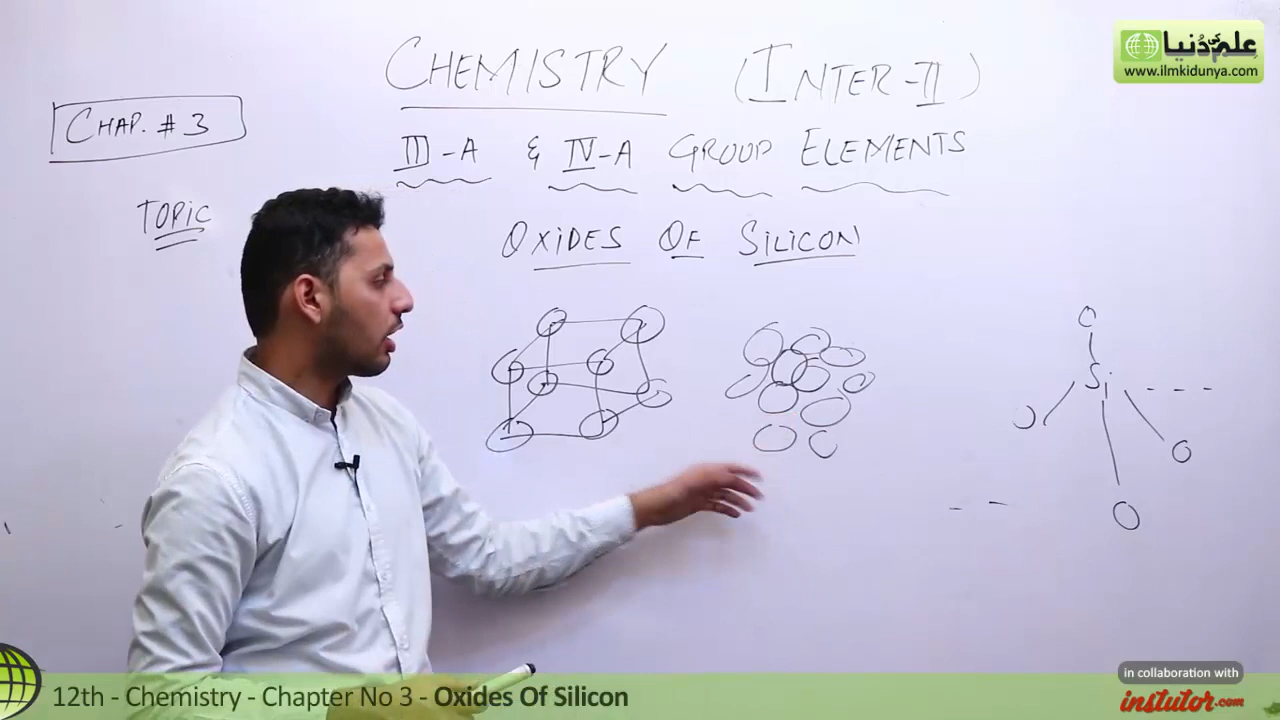 علم کی دُنیا
www.ilmkidunya.com
CHEMISTRY (INTER-II)
CHAP. # 3
III-A & IV-A GROUP ELEMENTS
TOPIC
OXIDES OF SILICON
O
Si
O
O
O
in collaboration with
instutor.com
12th - Chemistry - Chapter No 3 - Oxides Of Silicon